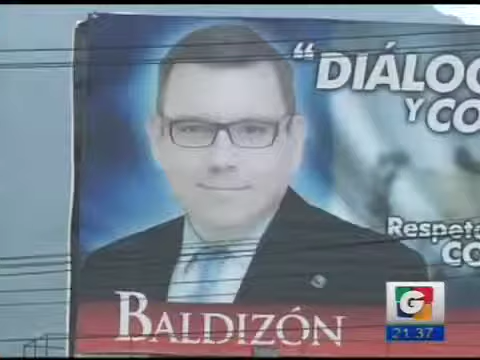 “DIÁLOG
Y CO
Respeta
CO
BALDIZÓN
G
21:37